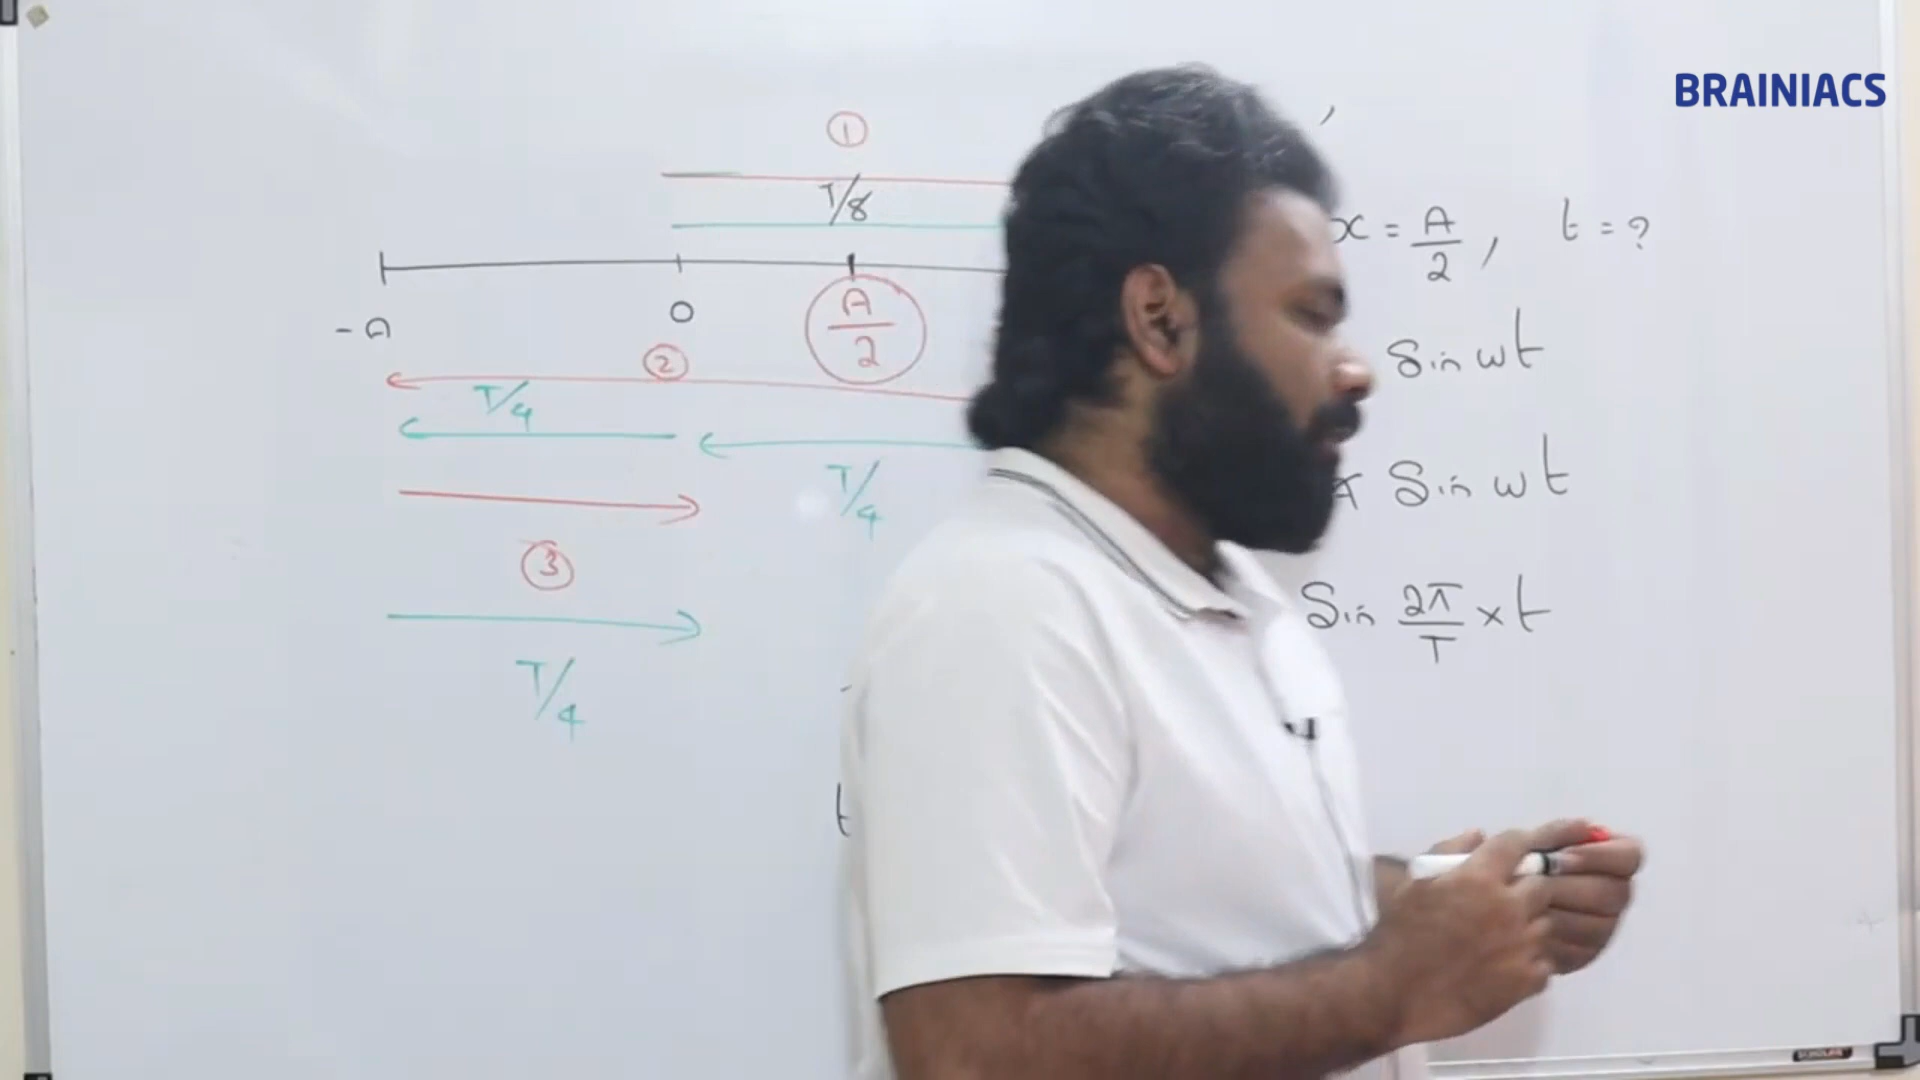 BRAINIACS
①
T/8
-A
0
A/2
②
T/4
T/4
③
T/4
t
x = A/2 , t = ?
Sin ωt
Sin ωt
Sin 2π/T × t